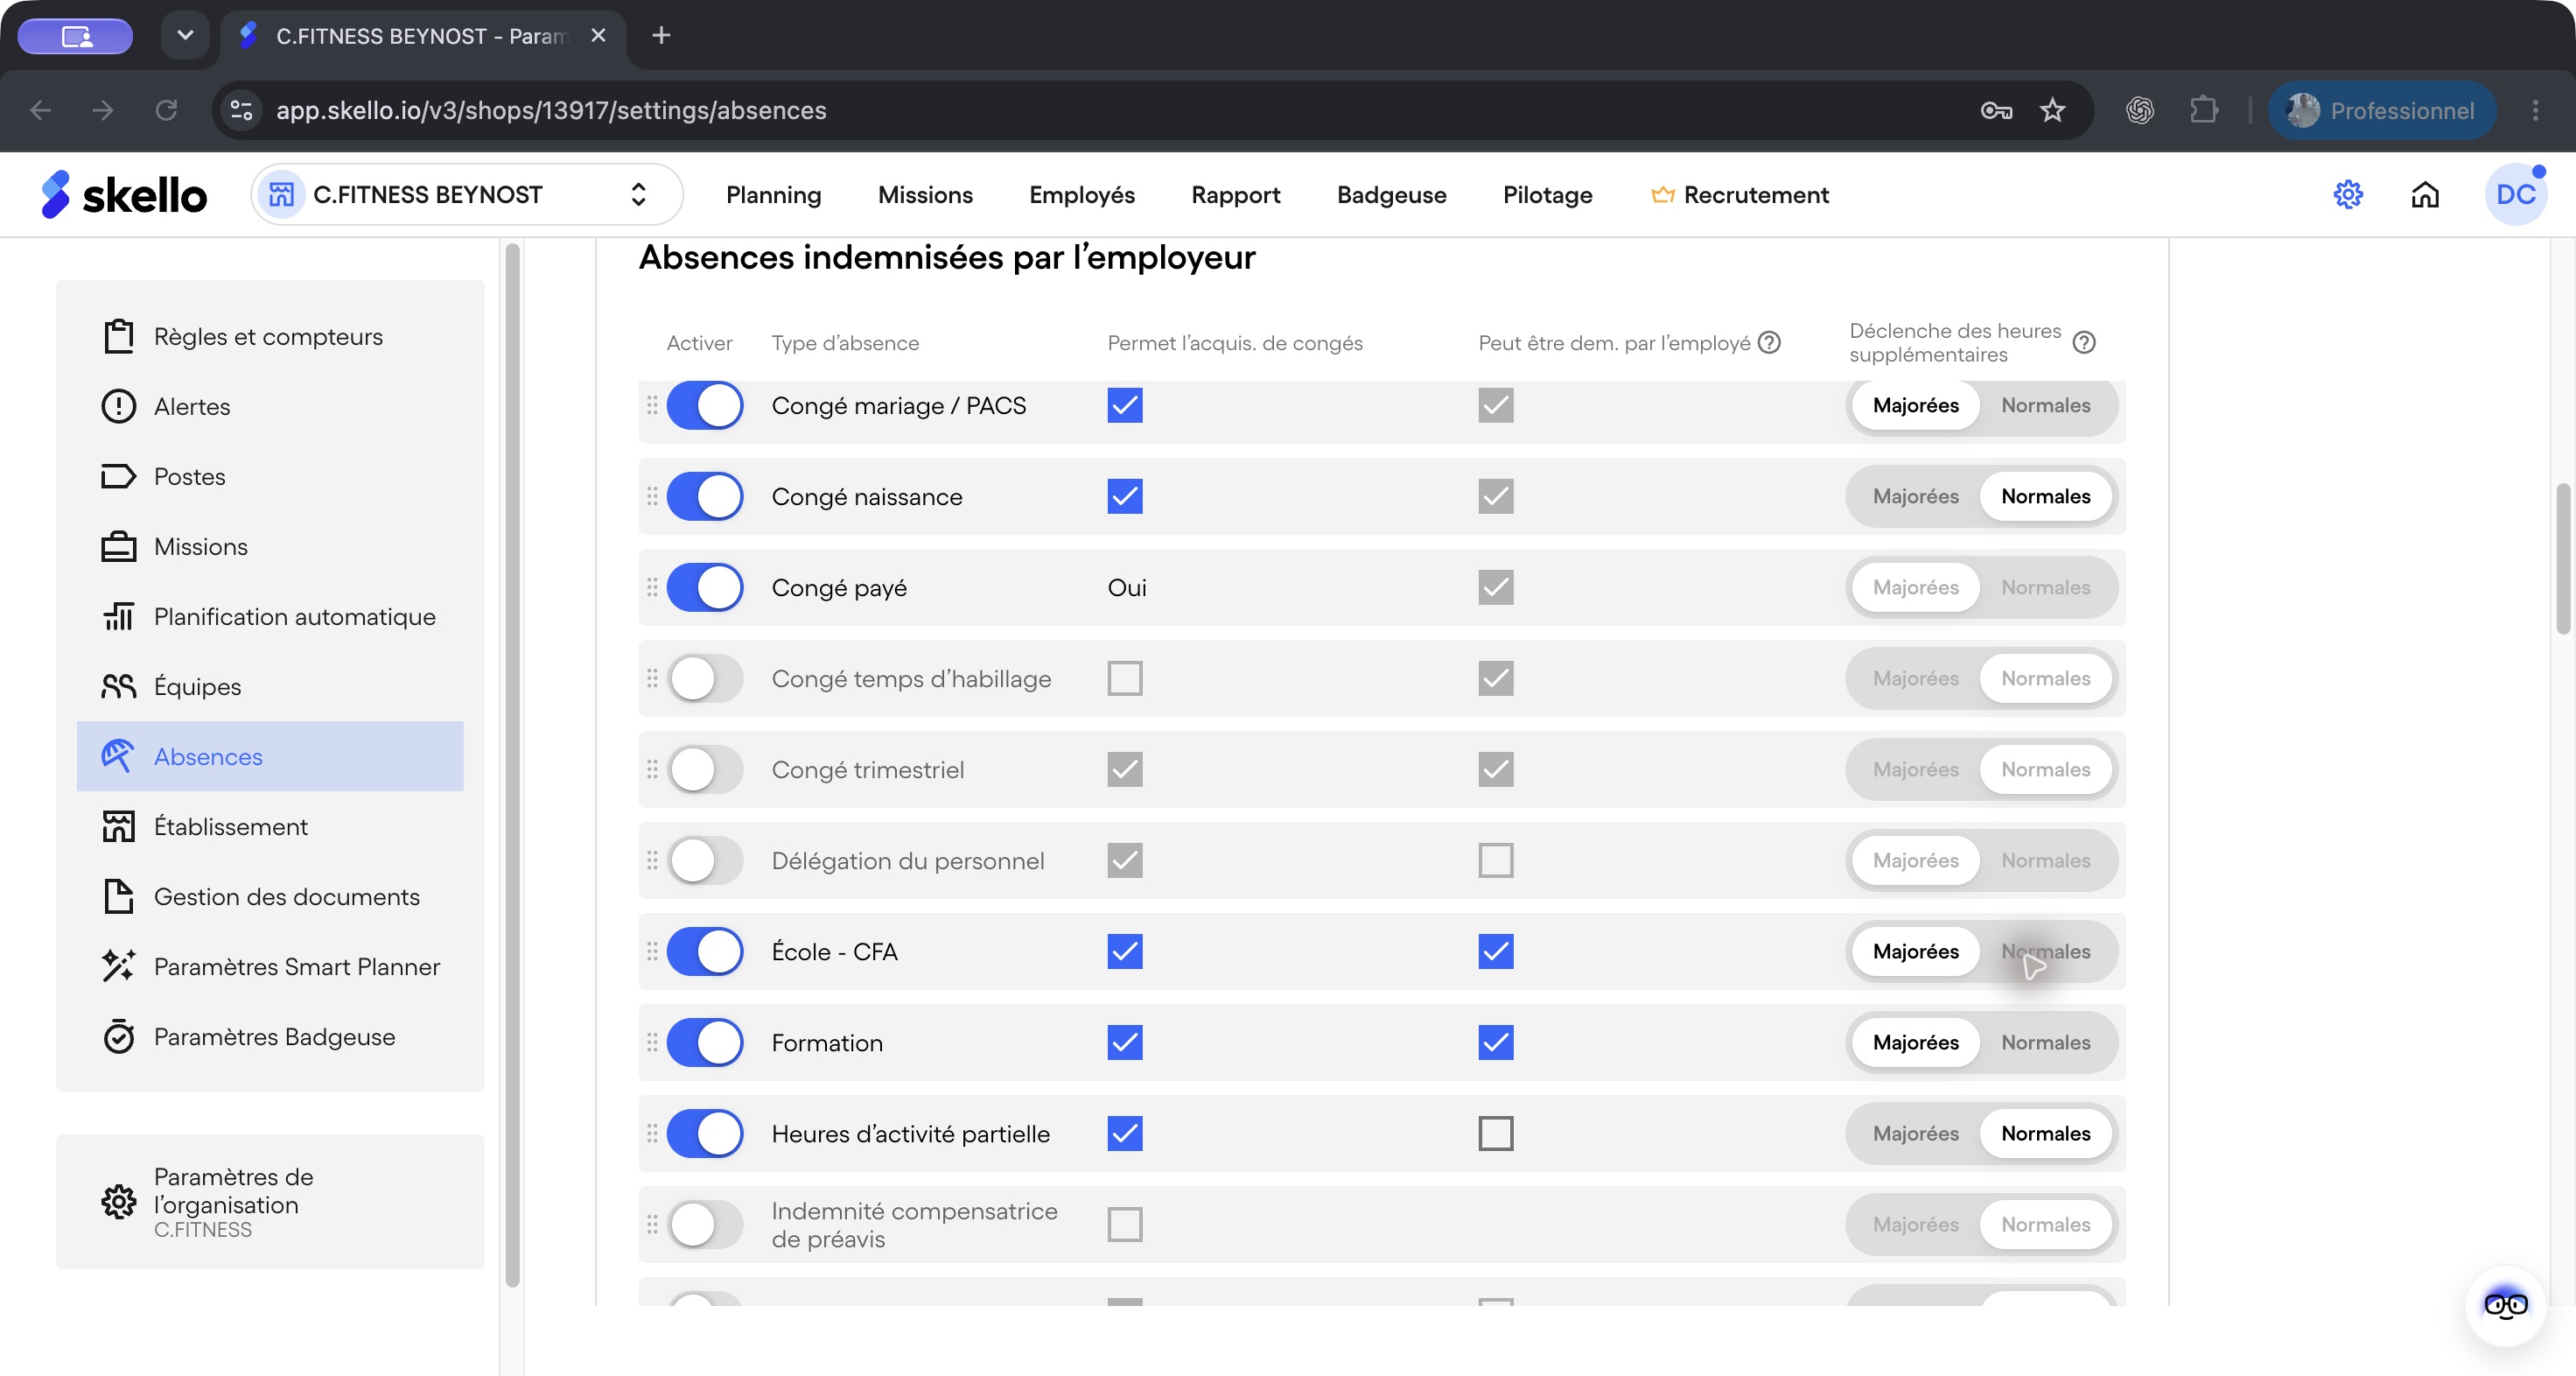 C.FITNESS BEYNOST - Param
app.skello.io/v3/shops/13917/settings/absences
Professionnel
skello
C.FITNESS BEYNOST
Planning
Missions
Employés
Rapport
Badgeuse
Pilotage
Recrutement
DC
Règles et compteurs
Alertes
Postes
Missions
Planification automatique
Équipes
Absences
Établissement
Gestion des documents
Paramètres Smart Planner
Paramètres Badgeuse
Paramètres de
l’organisation
C.FITNESS
Absences indemnisées par l’employeur
Activer Type d’absence Permet l’acquis. de congés Peut être dem. par l’employé ? Déclenche des heures
supplémentaires ?
Congé mariage / PACS Majorées Normales
Congé naissance Majorées Normales
Congé payé Oui Majorées Normales
Congé temps d’habillage Majorées Normales
Congé trimestriel Majorées Normales
Délégation du personnel Majorées Normales
École - CFA Majorées Normales
Formation Majorées Normales
Heures d’activité partielle Majorées Normales
Indemnité compensatrice
de préavis Majorées Normales